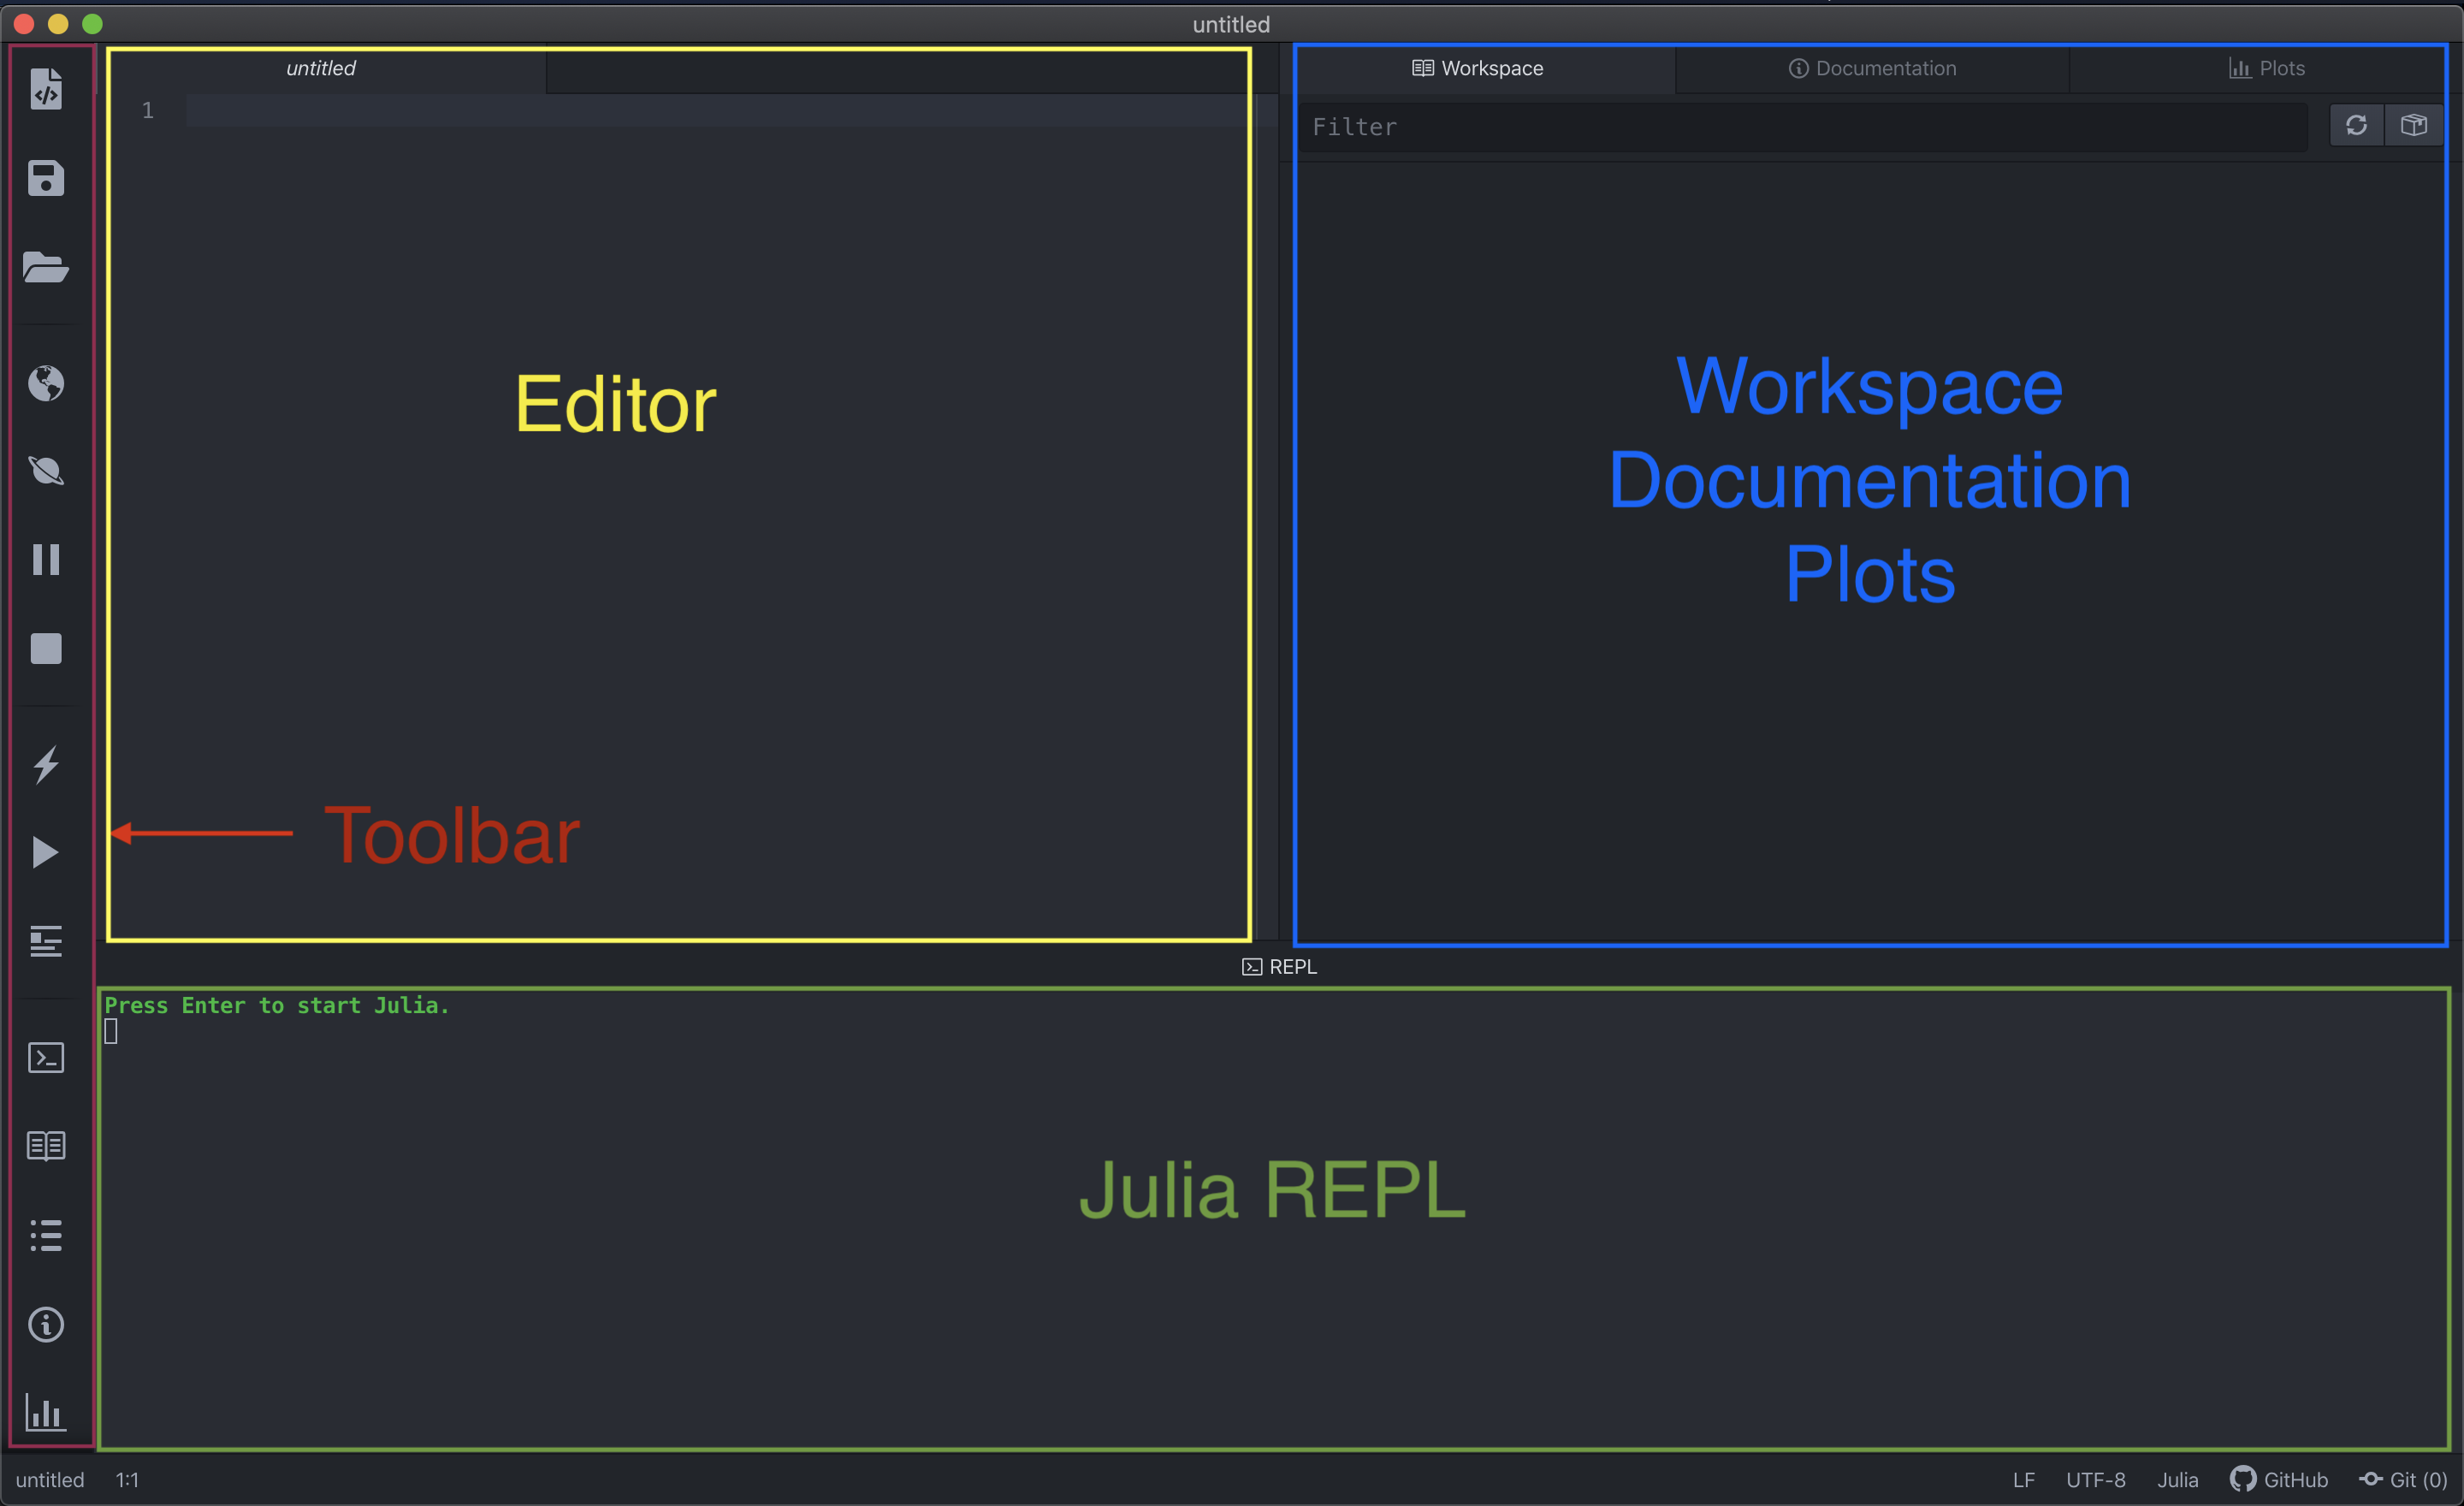 untitled
untitled
Workspace
Documentation
Plots
1
Filter
Editor
Workspace
Documentation
Plots
Toolbar
REPL
Press Enter to start Julia.
Julia REPL
untitled 1:1 LF UTF-8 Julia GitHub Git (0)